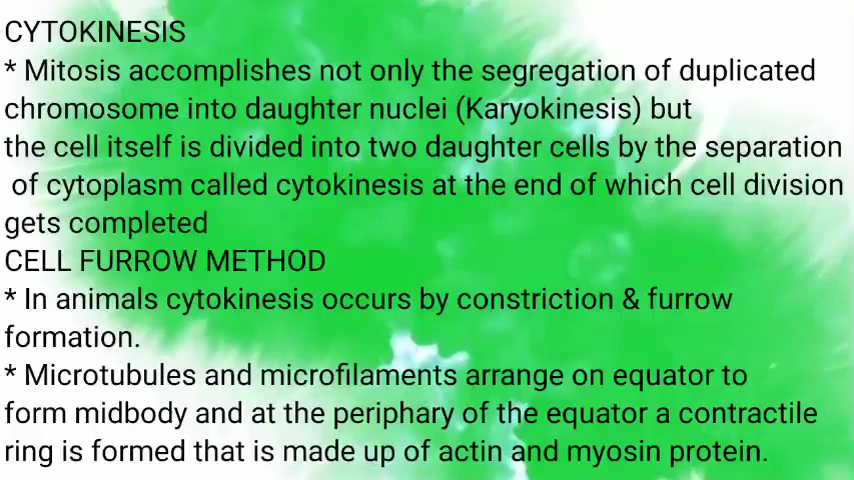 CYTOKINESIS
* Mitosis accomplishes not only the segregation of duplicated
chromosome into daughter nuclei (Karyokinesis) but
the cell itself is divided into two daughter cells by the separation
of cytoplasm called cytokinesis at the end of which cell division
gets completed
CELL FURROW METHOD
* In animals cytokinesis occurs by constriction & furrow
formation.
* Microtubules and microfilaments arrange on equator to
form midbody and at the periphary of the equator a contractile
ring is formed that is made up of actin and myosin protein.